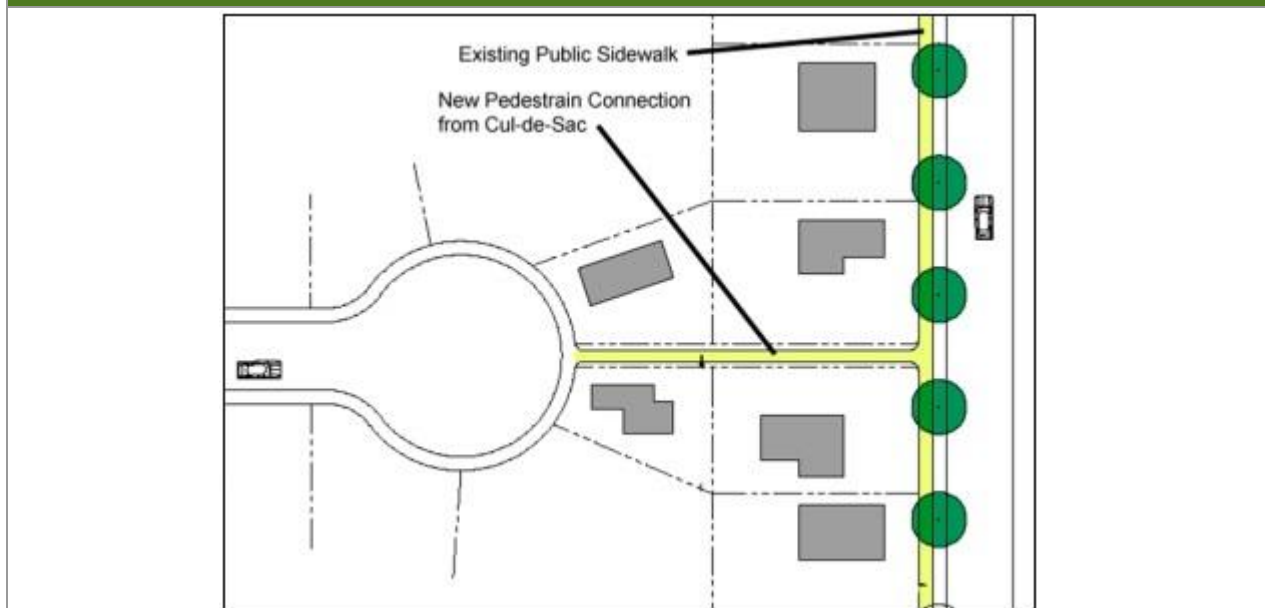 Existing Public Sidewalk
New Pedestrain Connection
from Cul-de-Sac